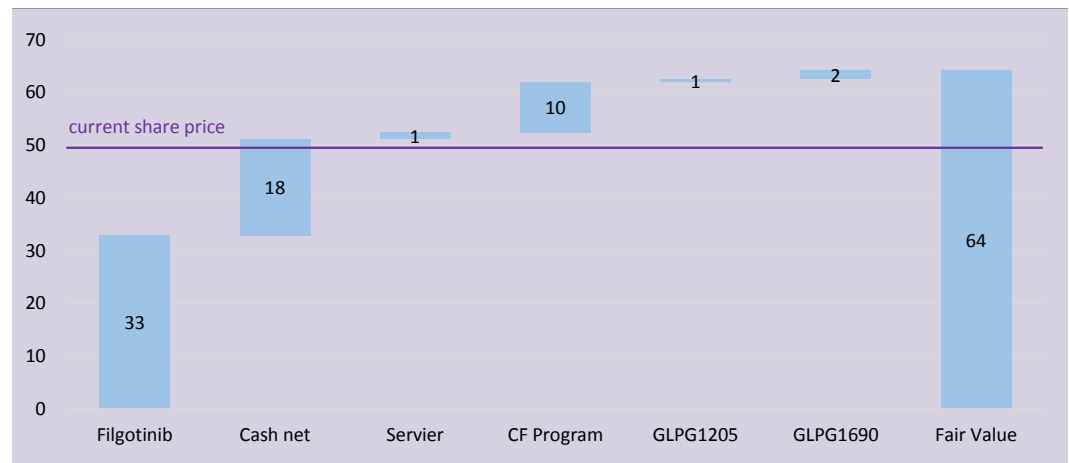 70
60
50
40
30
20
10
0
current share price
33
18
1
10
1
2
64
Filgotinib
Cash net
Servier
CF Program
GLPG1205
GLPG1690
Fair Value